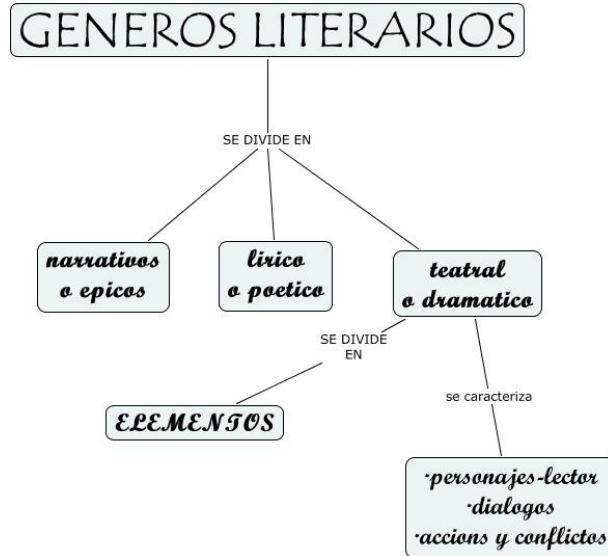 GENEROS LITERARIOS
SE DIVIDE EN
narrativos
o epicos
lirico
o poetico
teatral
o dramatico
SE DIVIDE
EN
ELEMENTOS
se caracteriza
·personajes-lector
·dialogos
·accions y conflictos